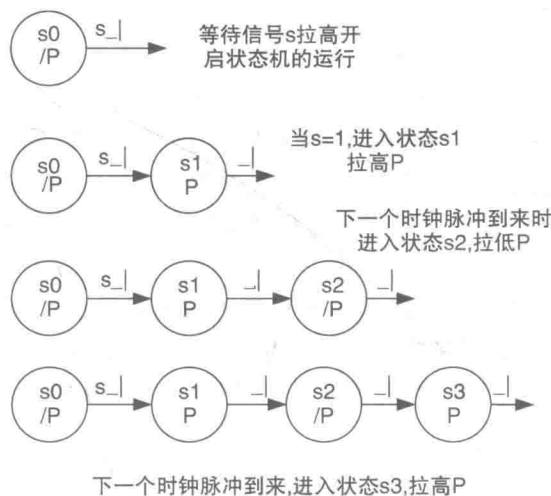 s0
/P
s_|
等待信号s拉高开
启状态机的运行
s0
/P
s_|
s1
P
_|
当s=1,进入状态s1
拉高P
下一个时钟脉冲到来时
进入状态s2,拉低P
s0
/P
s_|
s1
P
_|
s2
/P
_|
s0
/P
s_|
s1
P
_|
s2
/P
_|
s3
P
_|
下一个时钟脉冲到来,进入状态s3,拉高P